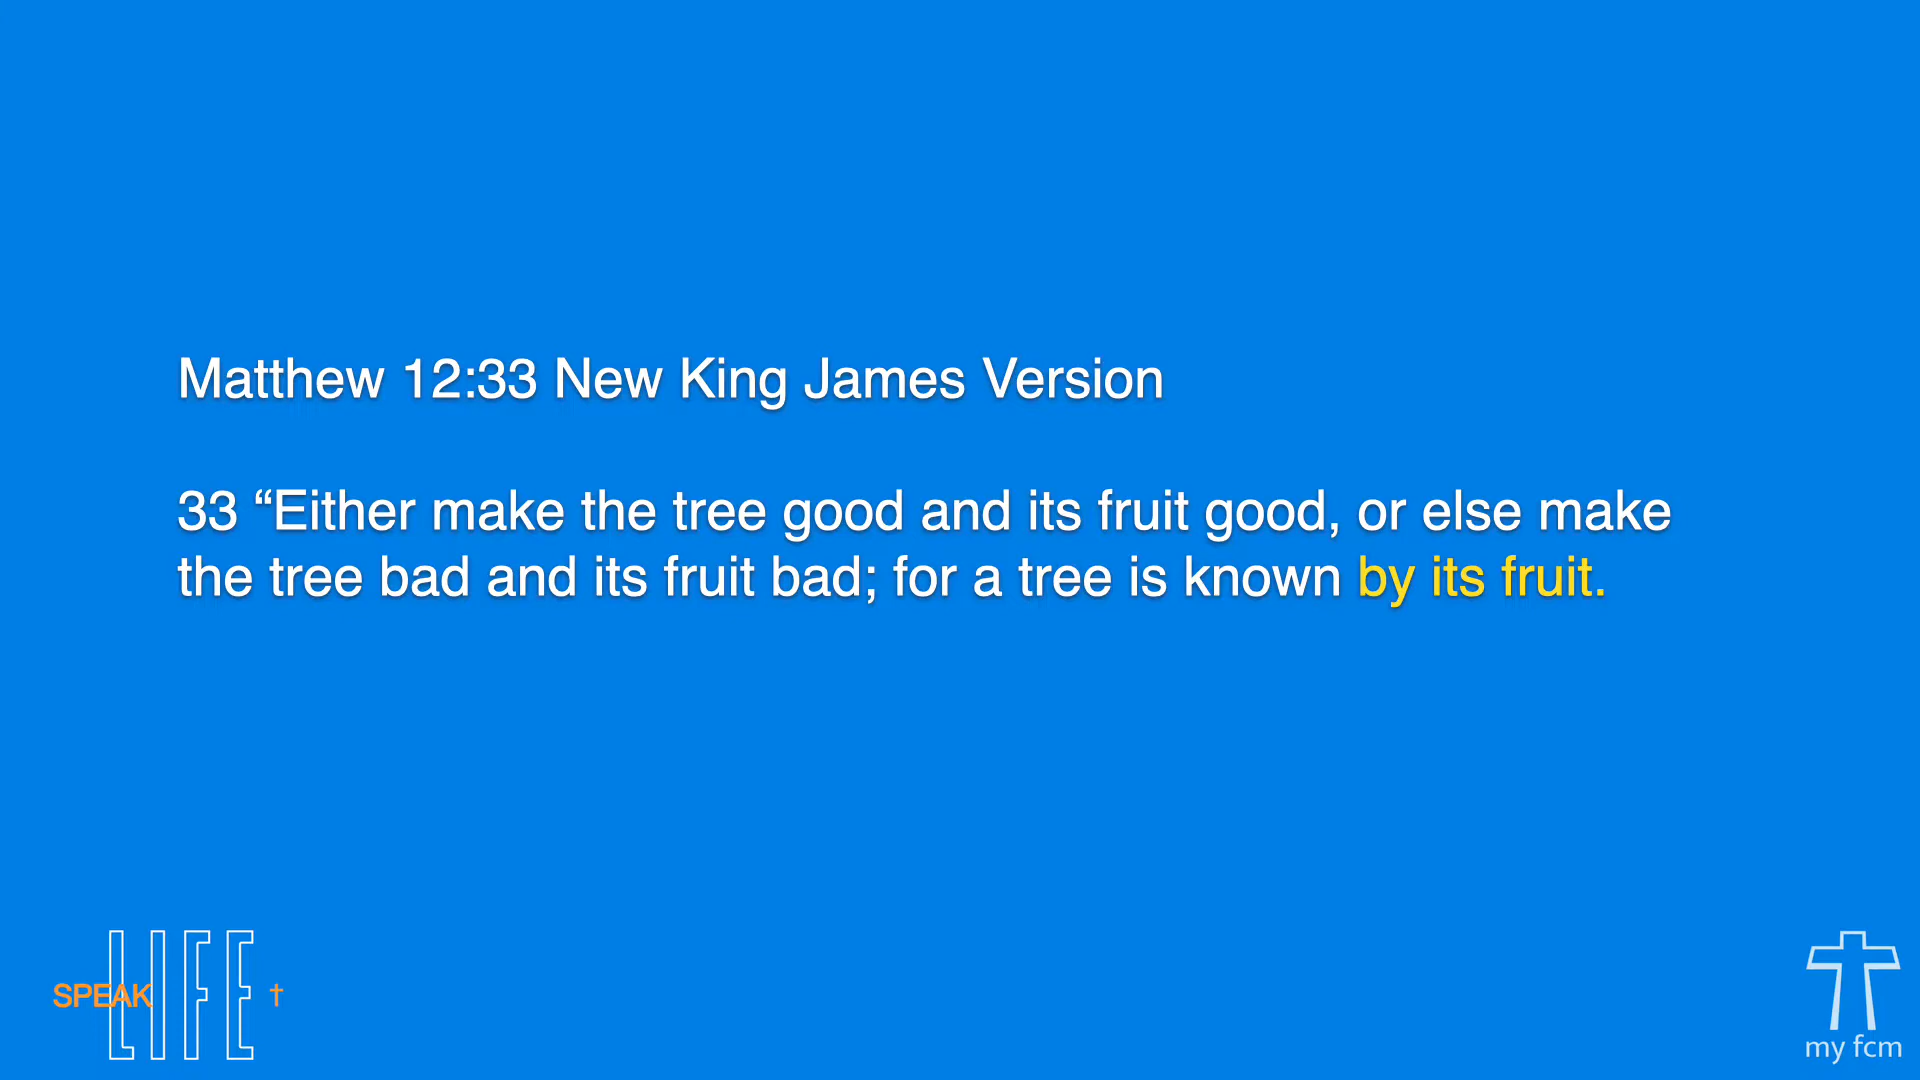 Matthew 12:33 New King James Version
33 “Either make the tree good and its fruit good, or else make
the tree bad and its fruit bad; for a tree is known by its fruit.
SPEAK LIFE †
my fcm